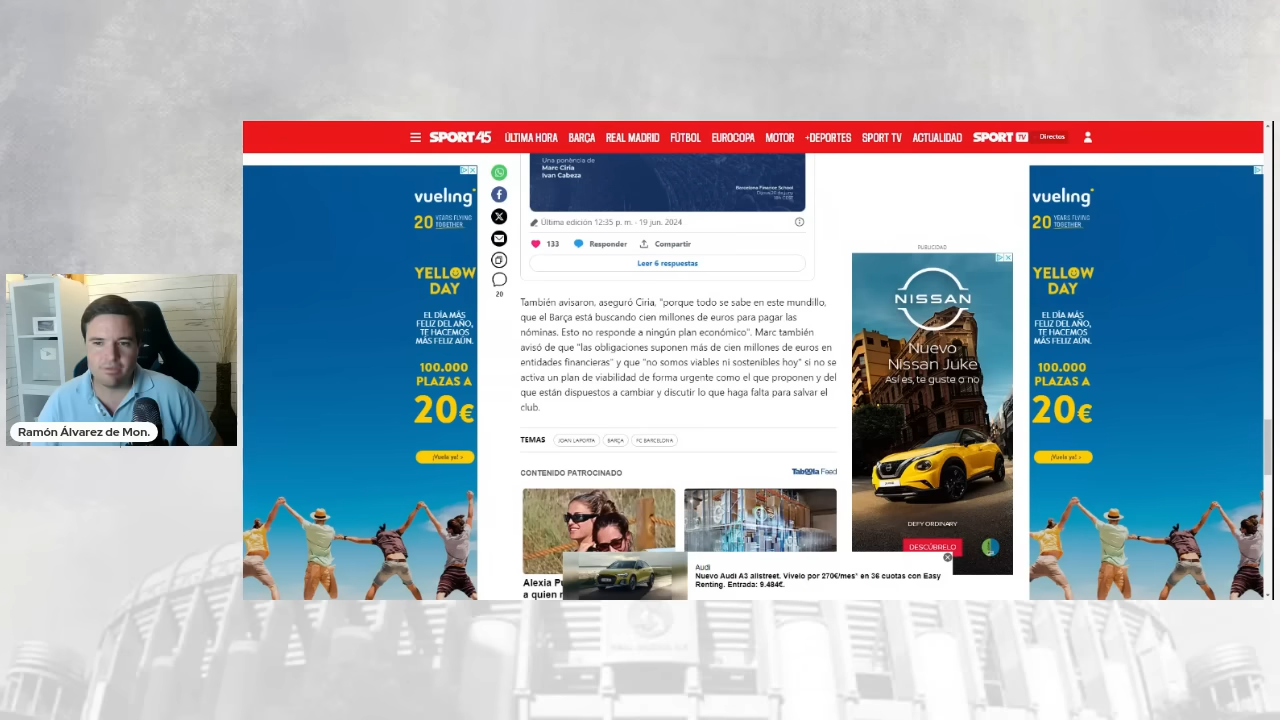 SPORT 45 ÚLTIMA HORA BARÇA REAL MADRID FÚTBOL EUROCOPA MOTOR +DEPORTES SPORT TV ACTUALIDAD SPORT TV Directos
vueling
20 YEARS FLYING TOGETHER
YELLOW
DAY
EL DÍA MÁS
FELIZ DEL AÑO,
TE HACEMOS
MÁS FELIZ AÚN.
100.000
PLAZAS A
20€
¡Vuela ya! >
Ramón Álvarez de Mon.
20
Una ponència de
Marc Ciria
Ivan Cabeza
Barcelona Finance School
Última edición 12:35 p. m. · 19 jun. 2024
133 Responder Compartir
Leer 6 respuestas
También avisaron, aseguró Ciria, "porque todo se sabe en este mundillo,
que el Barça está buscando cien millones de euros para pagar las
nóminas. Esto no responde a ningún plan económico". Marc también
avisó de que "las obligaciones suponen más de cien millones de euros en
entidades financieras" y que "no somos viables ni sostenibles hoy" si no se
activa un plan de viabilidad de forma urgente como el que proponen y del
que están dispuestos a cambiar y discutir lo que haga falta para salvar el
club.
TEMAS JOAN LAPORTA BARÇA FC BARCELONA
CONTENIDO PATROCINADO Taboola Feed
Alexia Pu
a quien
PUBLICIDAD
NISSAN
Nuevo
Nissan Juke
Así es, te guste o no
DEFY ORDINARY
DESCÚBRELO
Audi
Nuevo Audi A3 allstreet. Vívelo por 270€/mes* en 36 cuotas con Easy
Renting. Entrada: 9.484€.
vueling
20 YEARS FLYING TOGETHER
YELLOW
DAY
EL DÍA MÁS
FELIZ DEL AÑO,
TE HACEMOS
MÁS FELIZ AÚN.
100.000
PLAZAS A
20€
¡Vuela ya! >